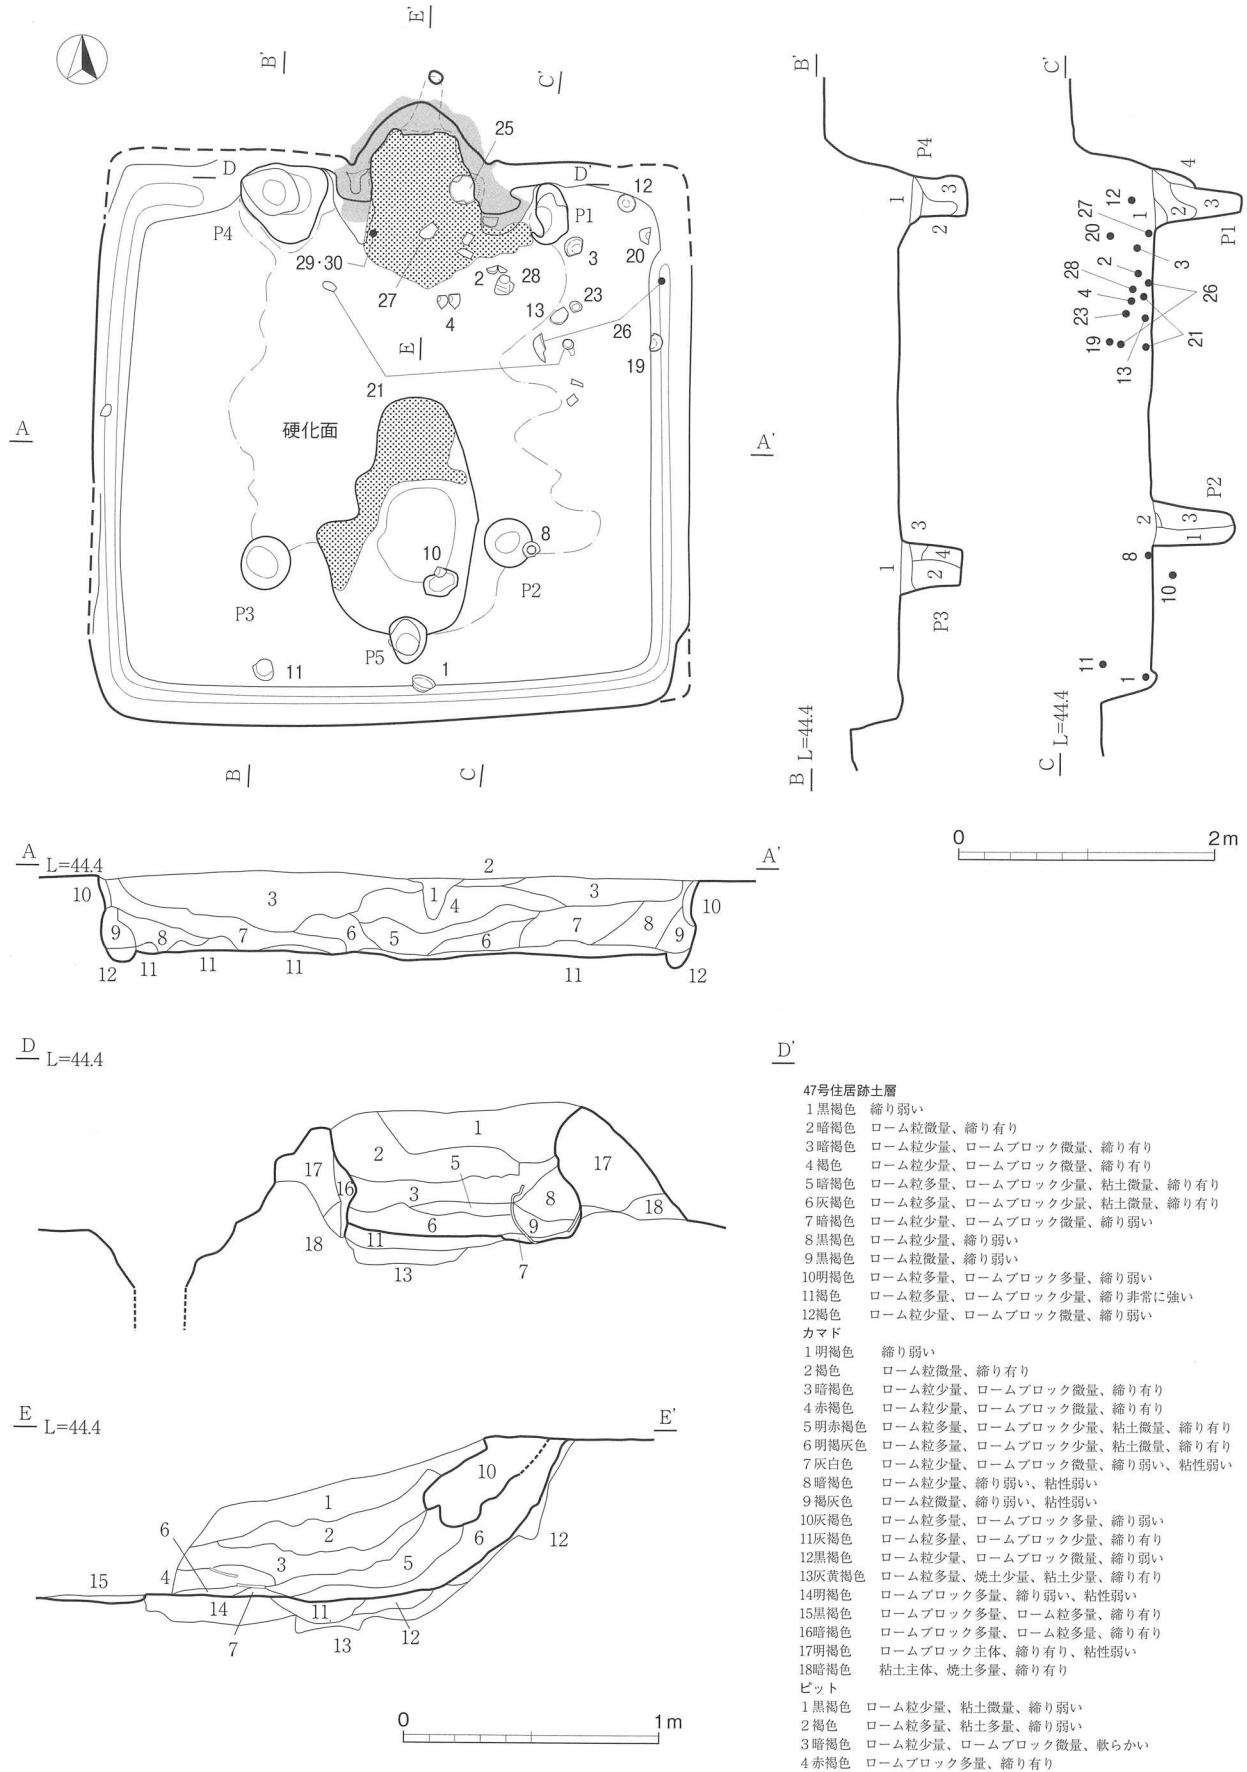 E'
B'
C'
25
D
D'
12
P4
P1
29・30
3
20
27
2
28
4
13
23
26
E
19
21
硬化面
A
A'
10
8
P3
P2
P5
11
1
B
C
B'
P4
1
3
2
3
1
4
2
P3
B L=44.4
C'
4
12
27
1
2
3
P1
20
3
2
28
4
26
23
21
19
13
P2
2
3
1
8
10
11
1
C L=44.4
0 2m
A L=44.4
A'
2
10
3
1
4
3
10
9
8
7
6
5
6
7
8
9
12
11
11
11
11
12
D L=44.4
D'
1
2
5
17
17
16
3
8
6
9
18
18
11
13
7
E L=44.4
E'
10
1
2
6
6
3
5
12
15
4
14
11
7
13
12
0 1m
47号住居跡土層
1黒褐色 締り弱い
2暗褐色 ローム粒微量、締り有り
3暗褐色 ローム粒少量、ロームブロック微量、締り有り
4褐色 ローム粒少量、ロームブロック微量、締り有り
5暗褐色 ローム粒多量、ロームブロック少量、粘土微量、締り有り
6灰褐色 ローム粒多量、ロームブロック少量、粘土微量、締り有り
7暗褐色 ローム粒少量、ロームブロック微量、締り弱い
8黒褐色 ローム粒少量、締り弱い
9黒褐色 ローム粒微量、締り弱い
10明褐色 ローム粒多量、ロームブロック多量、締り弱い
11褐色 ローム粒多量、ロームブロック少量、締り非常に強い
12褐色 ローム粒少量、ロームブロック微量、締り弱い
カマド
1明褐色 締り弱い
2褐色 ローム粒微量、締り有り
3暗褐色 ローム粒少量、ロームブロック微量、締り有り
4赤褐色 ローム粒少量、ロームブロック微量、締り有り
5明赤褐色 ローム粒多量、ロームブロック少量、粘土微量、締り有り
6明褐灰色 ローム粒多量、ロームブロック少量、粘土微量、締り有り
7灰白色 ローム粒少量、ロームブロック微量、締り弱い、粘性弱い
8暗褐色 ローム粒少量、締り弱い、粘性弱い
9褐灰色 ローム粒微量、締り弱い、粘性弱い
10灰褐色 ローム粒多量、ロームブロック多量、締り弱い
11灰褐色 ローム粒多量、ロームブロック少量、締り有り
12黒褐色 ローム粒少量、ロームブロック微量、締り弱い
13灰黄褐色 ローム粒多量、焼土少量、粘土少量、締り有り
14明褐色 ロームブロック多量、締り弱い、粘性弱い
15黒褐色 ロームブロック多量、ローム粒多量、締り有り
16暗褐色 ロームブロック多量、ローム粒多量、締り有り
17明褐色 ロームブロック主体、締り有り、粘性弱い
18暗褐色 粘土主体、焼土多量、締り有り
ピット
1黒褐色 ローム粒少量、粘土微量、締り弱い
2褐色 ローム粒多量、粘土多量、締り弱い
3暗褐色 ローム粒少量、ロームブロック微量、軟らかい
4赤褐色 ロームブロック多量、締り有り